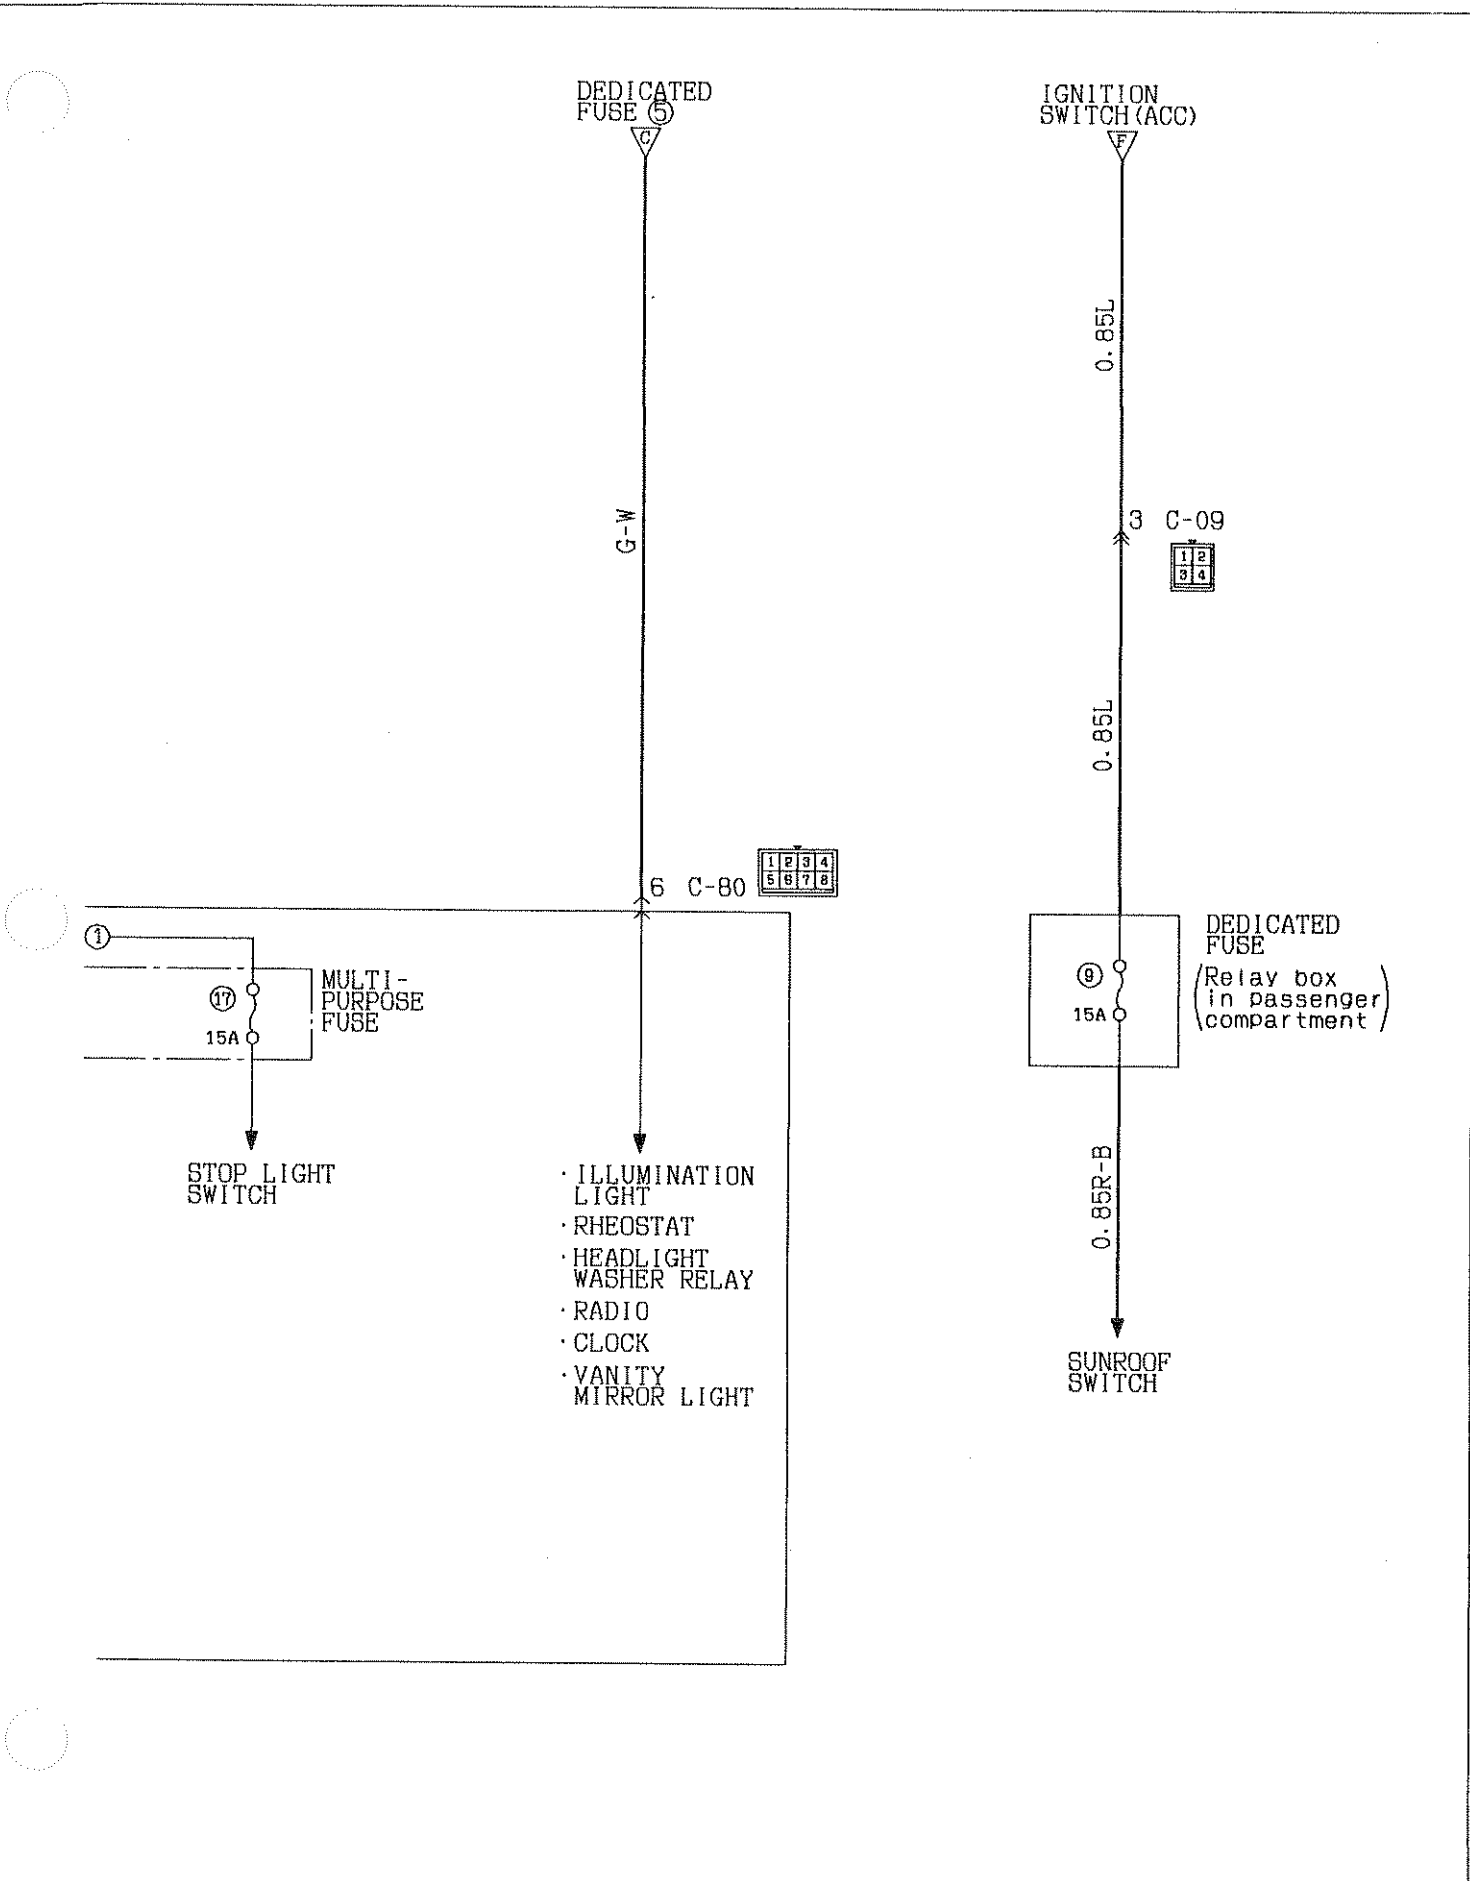 DEDICATED
FUSE ⑤
C
IGNITION
SWITCH(ACC)
F
0.85L
G-W
3 C-09
1 2
3 4
0.85L
6 C-80
1 2 3 4
5 6 7 8
①
⑰
15A
MULTI-
PURPOSE
FUSE
STOP LIGHT
SWITCH
·ILLUMINATION
LIGHT
·RHEOSTAT
·HEADLIGHT
WASHER RELAY
·RADIO
·CLOCK
·VANITY
MIRROR LIGHT
⑨
15A
DEDICATED
FUSE
(Relay box
in passenger
compartment)
0.85R-B
SUNROOF
SWITCH